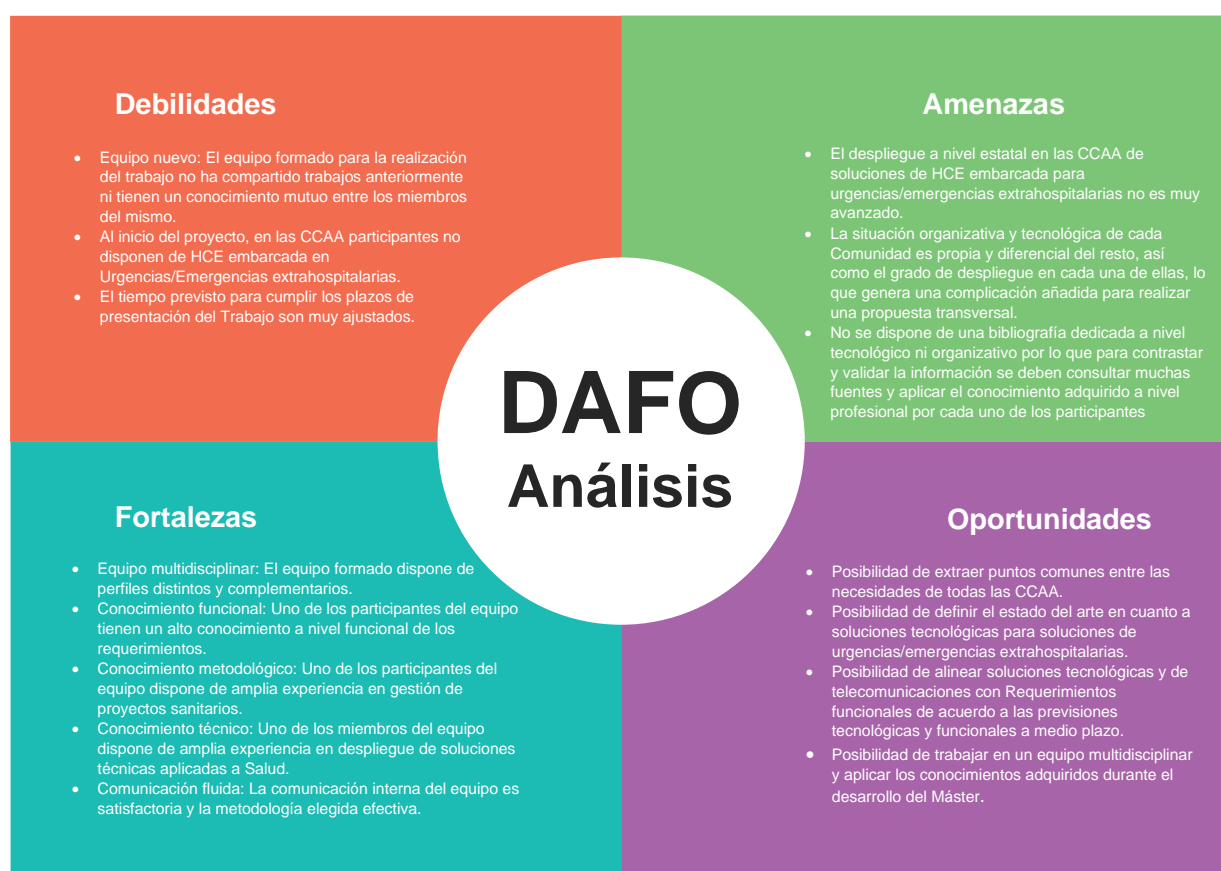 Debilidades
• Equipo nuevo: El equipo formado para la realización
del trabajo no ha compartido trabajos anteriormente
ni tienen un conocimiento mutuo entre los miembros
del mismo.
• Al inicio del proyecto, en las CCAA participantes no
disponen de HCE embarcada en
Urgencias/Emergencias extrahospitalarias.
• El tiempo previsto para cumplir los plazos de
presentación del Trabajo son muy ajustados.
Amenazas
• El despliegue a nivel estatal en las CCAA de
soluciones de HCE embarcada para
urgencias/emergencias extrahospitalarias no es muy
avanzado.
• La situación organizativa y tecnológica de cada
Comunidad es propia y diferencial del resto, así
como el grado de despliegue en cada una de ellas, lo
que genera una complicación añadida para realizar
una propuesta transversal.
• No se dispone de una bibliografía dedicada a nivel
tecnológico ni organizativo por lo que para contrastar
y validar la información se deben consultar muchas
fuentes y aplicar el conocimiento adquirido a nivel
profesional por cada uno de los participantes
DAFO
Análisis
Fortalezas
• Equipo multidisciplinar: El equipo formado dispone de
perfiles distintos y complementarios.
• Conocimiento funcional: Uno de los participantes del equipo
tienen un alto conocimiento a nivel funcional de los
requerimientos.
• Conocimiento metodológico: Uno de los participantes del
equipo dispone de amplia experiencia en gestión de
proyectos sanitarios.
• Conocimiento técnico: Uno de los miembros del equipo
dispone de amplia experiencia en despliegue de soluciones
técnicas aplicadas a Salud.
• Comunicación fluida: La comunicación interna del equipo es
satisfactoria y la metodología elegida efectiva.
Oportunidades
• Posibilidad de extraer puntos comunes entre las
necesidades de todas las CCAA.
• Posibilidad de definir el estado del arte en cuanto a
soluciones tecnológicas para soluciones de
urgencias/emergencias extrahospitalarias.
• Posibilidad de alinear soluciones tecnológicas y de
telecomunicaciones con Requerimientos
funcionales de acuerdo a las previsiones
tecnológicas y funcionales a medio plazo.
• Posibilidad de trabajar en un equipo multidisciplinar
y aplicar los conocimientos adquiridos durante el
desarrollo del Máster.